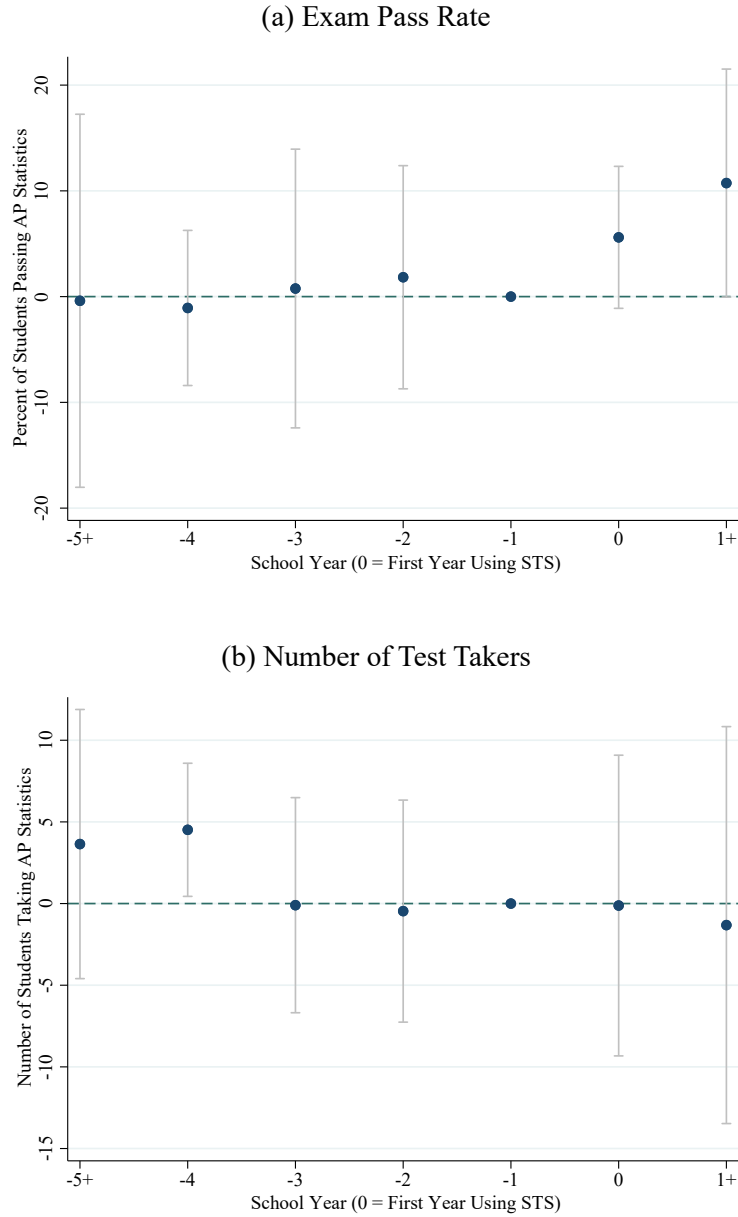 (a) Exam Pass Rate
Percent of Students Passing AP Statistics
20
10
0
-10
-20
-5+ -4 -3 -2 -1 0 1+
School Year (0 = First Year Using STS)
(b) Number of Test Takers
Number of Students Taking AP Statistics
10
5
0
-5
-10
-15
-5+ -4 -3 -2 -1 0 1+
School Year (0 = First Year Using STS)